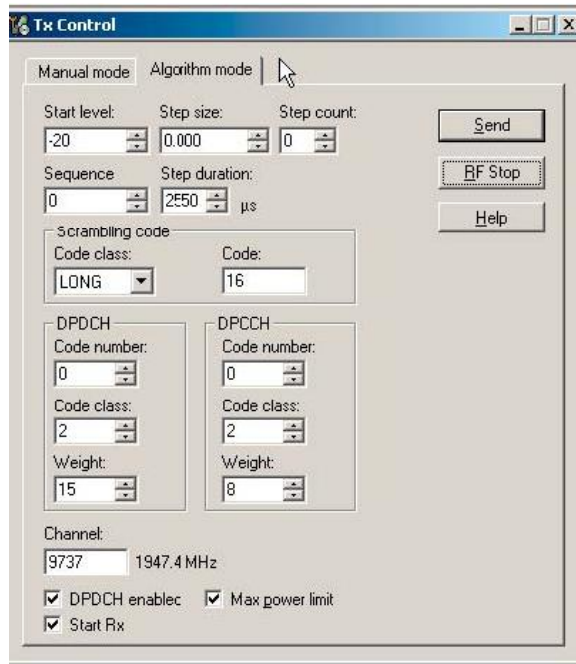 Tx Control
Manual mode Algorithm mode
Start level: Step size: Step count:
-20 0.000 0
Send
Sequence Step duration:
0 2550 µs
RF Stop
Help
Scrambling code
Code class: Code:
LONG 16
DPDCH DPCCH
Code number: Code number:
0 0
Code class: Code class:
2 2
Weight: Weight:
15 8
Channel:
9737 1947.4 MHz
DPDCH enablec Max power limit
Start Rx